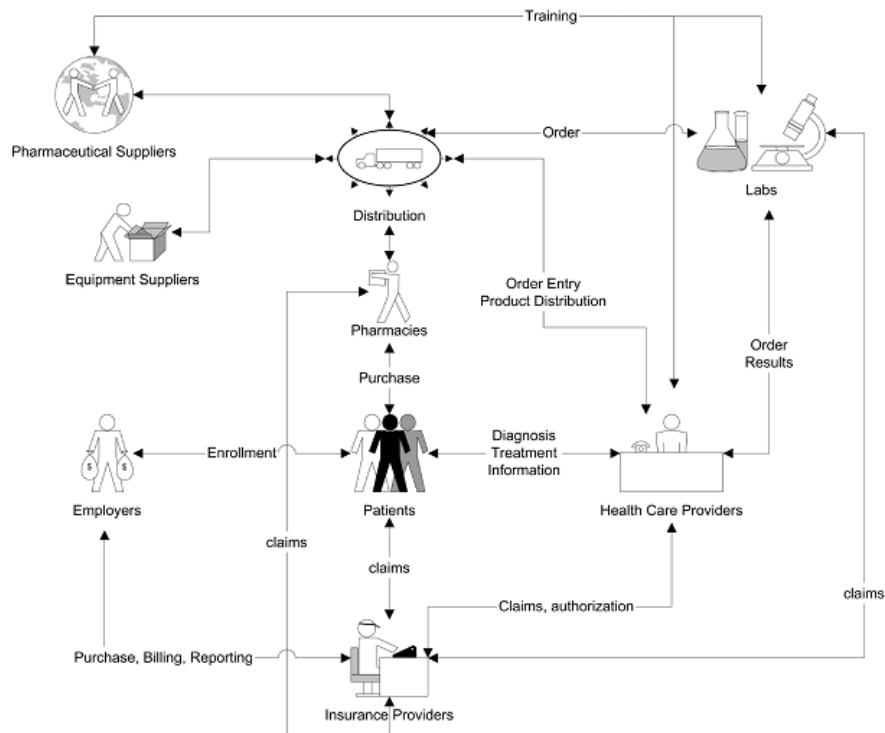 Training
Pharmaceutical Suppliers
Order
Labs
Distribution
Equipment Suppliers
Order Entry
Product Distribution
Pharmacies
Order
Results
Purchase
Enrollment
Diagnosis
Treatment
Information
Employers
Patients
Health Care Providers
claims
claims
claims
Claims, authorization
Purchase, Billing, Reporting
Insurance Providers
$ $